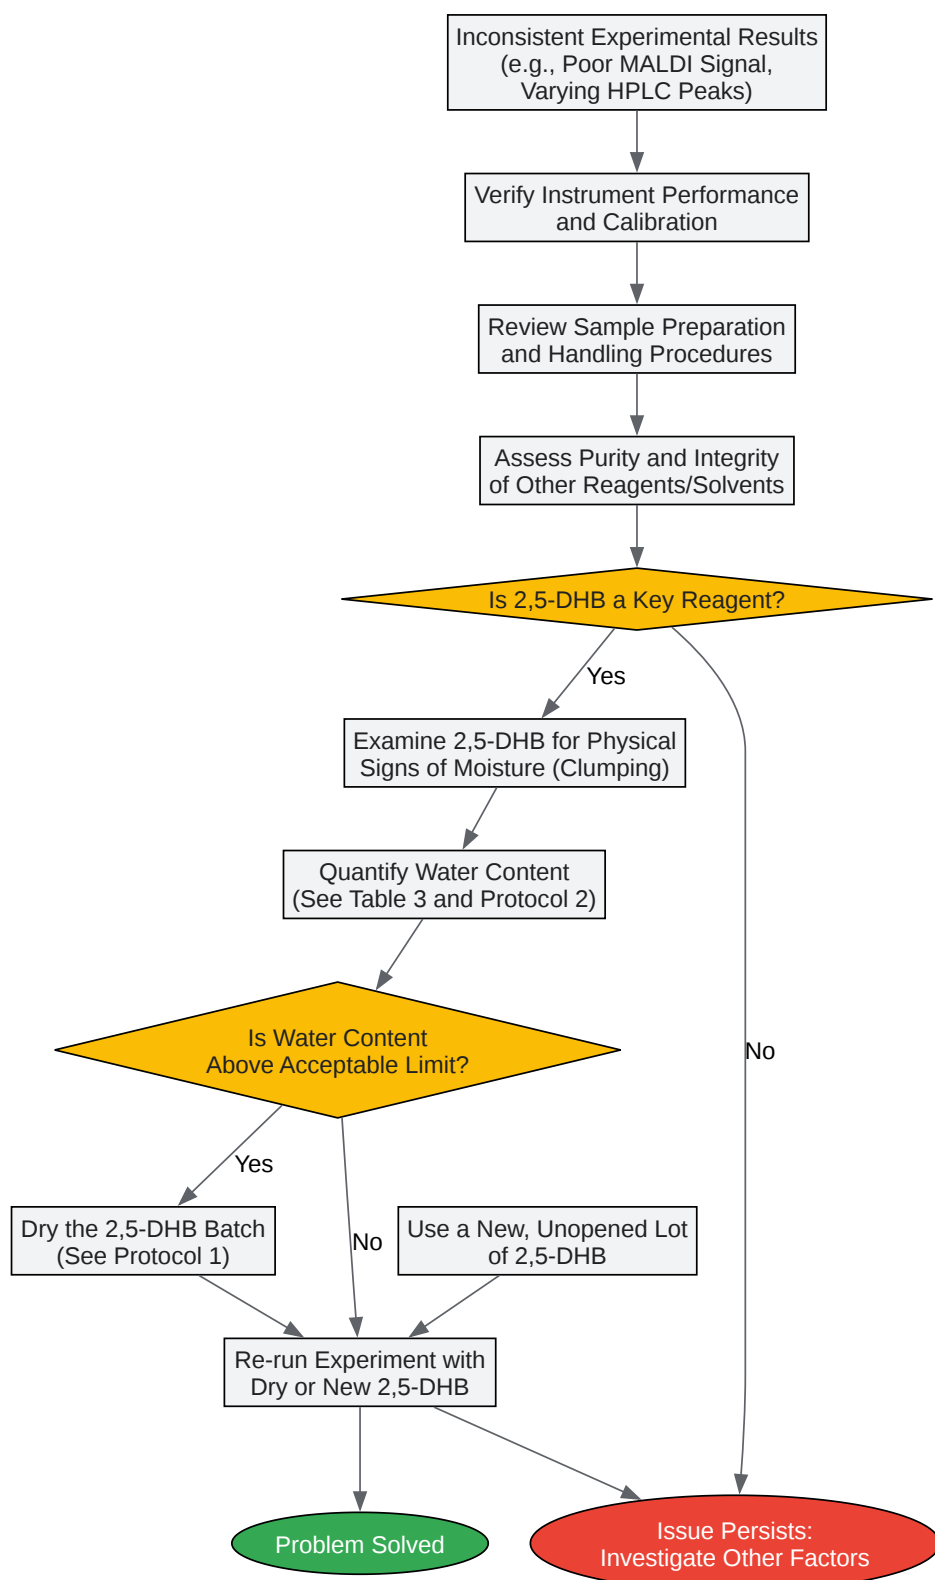 Inconsistent Experimental Results
(e.g., Poor MALDI Signal,
Varying HPLC Peaks)
Verify Instrument Performance
and Calibration
Review Sample Preparation
and Handling Procedures
Assess Purity and Integrity
of Other Reagents/Solvents
Is 2,5-DHB a Key Reagent?
Yes
Examine 2,5-DHB for Physical
Signs of Moisture (Clumping)
Quantify Water Content
(See Table 3 and Protocol 2)
Is Water Content
Above Acceptable Limit?
No
Yes
Dry the 2,5-DHB Batch
(See Protocol 1)
No
Use a New, Unopened Lot
of 2,5-DHB
Re-run Experiment with
Dry or New 2,5-DHB
Problem Solved
Issue Persists:
Investigate Other Factors